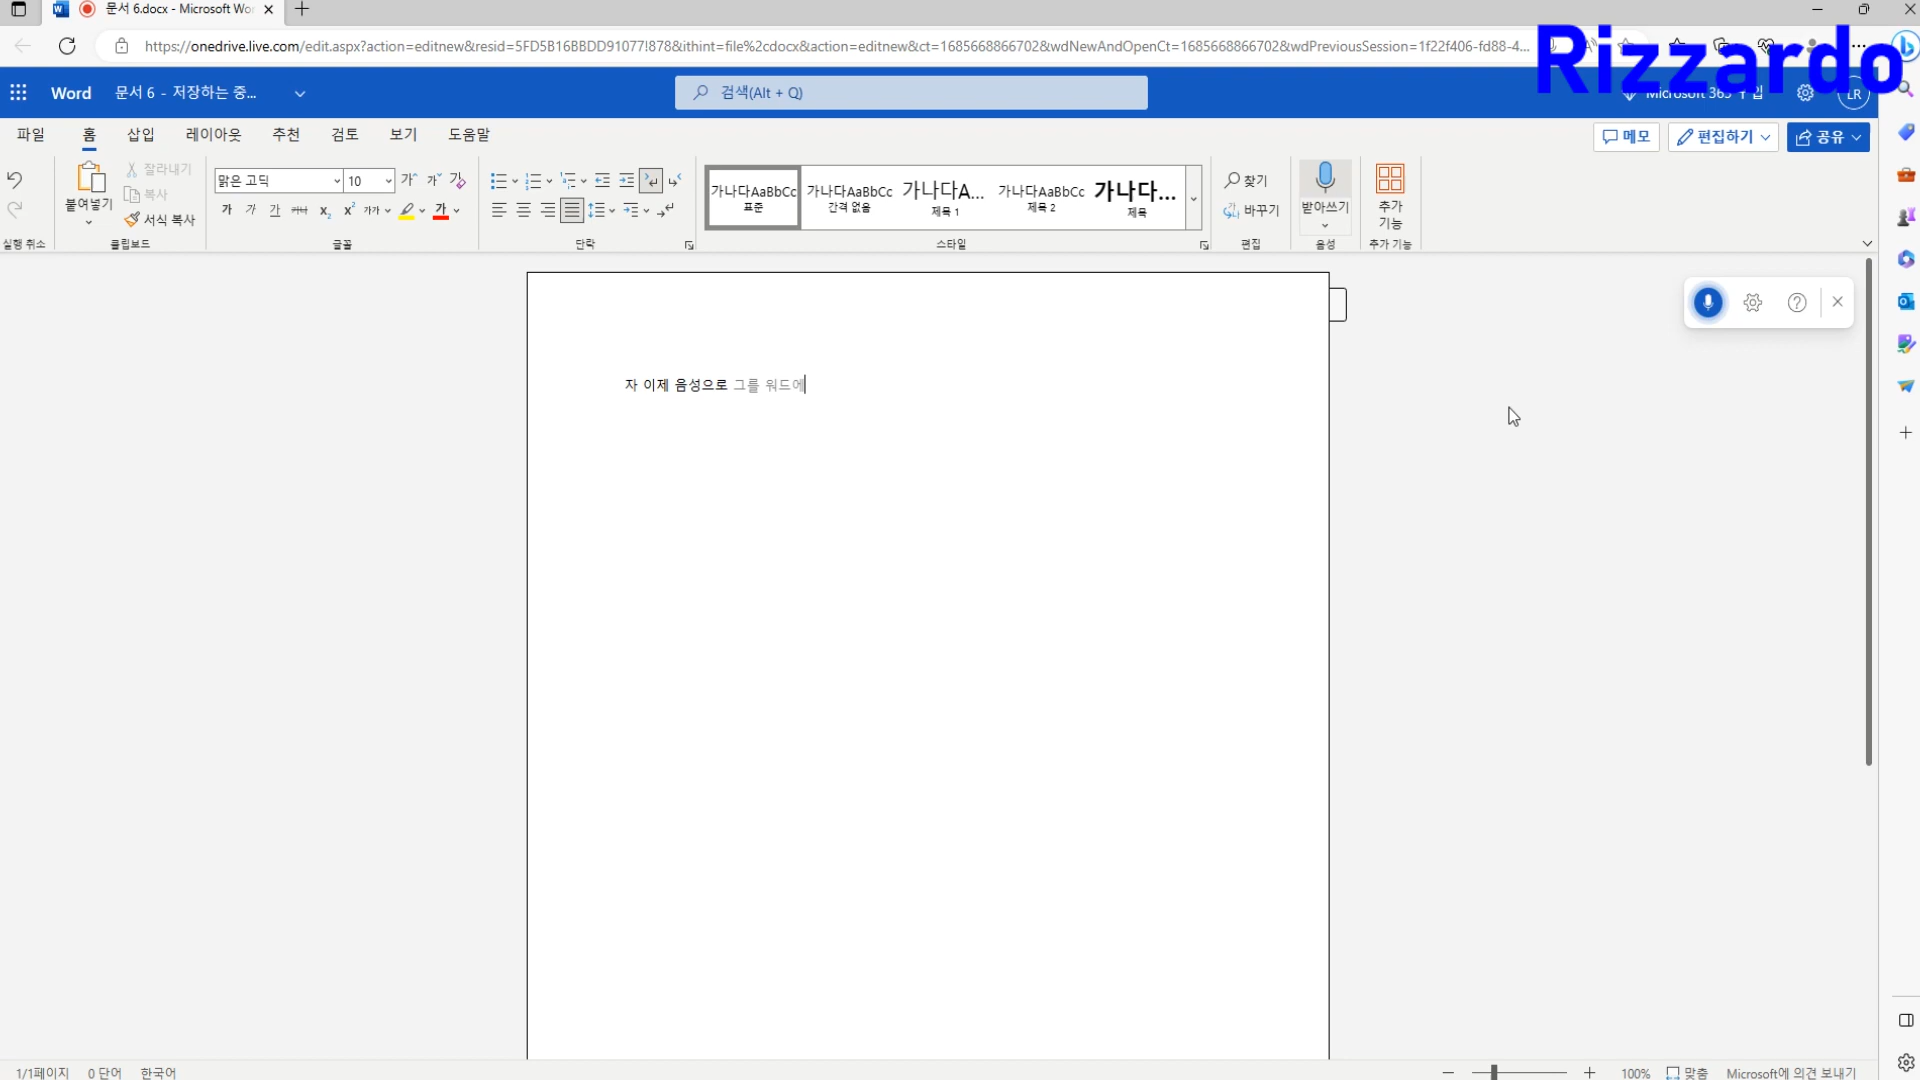 문서 6.docx - Microsoft Wo
https://onedrive.live.com/edit.aspx?action=editnew&resid=5FD5B16BBDD91077!878&ithint=file%2cdocx&action=editnew&ct=1685668866702&wdNewAndOpenCt=1685668866702&wdPreviousSession=1f22f406-fd88-4...
Rizzardo
Word 문서 6 - 저장하는 중...
검색(Alt + Q)
Microsoft 365 구입
LR
파일 홈 삽입 레이아웃 추천 검토 보기 도움말
메모 편집하기 공유
붙여넣기 잘라내기
복사
서식 복사
맑은 고딕 10
가나다AaBbCc 가나다AaBbCc 가나다A... 가나다AaBbCc 가나다...
표준 간격 없음 제목 1 제목 2 제목
찾기
바꾸기
받아쓰기
추가
기능
실행 취소 클립보드 글꼴 단락 스타일 편집 음성 추가 기능
자 이제 음성으로 그를 워드에
1/1페이지 0 단어 한국어
100% 맞춤 Microsoft에 의견 보내기